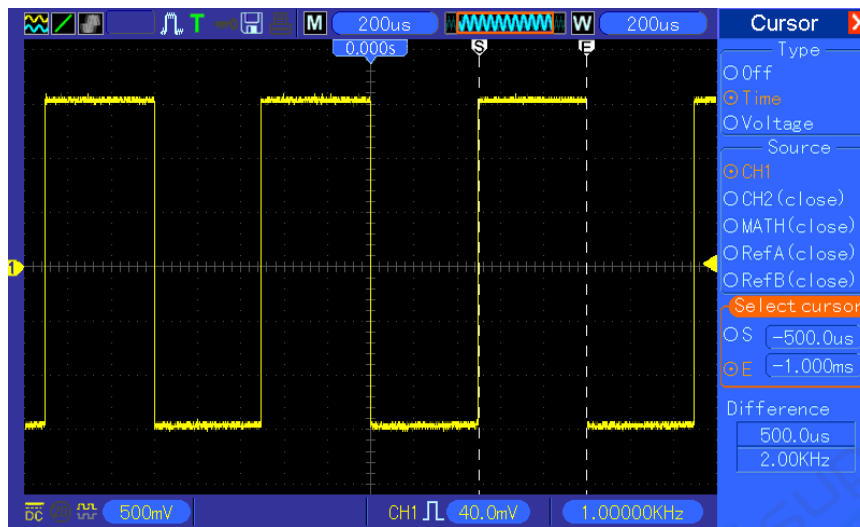 T M 200us W 200us Cursor X
0.000s S E
Type
Off
Time
Voltage
Source
CH1
CH2(close)
MATH(close)
RefA(close)
RefB(close)
1
Select cursor
S -500.0us
E -1.000ms
Difference
500.0us
2.00KHz
DC 500mV CH1 40.0mV 1.00000KHz